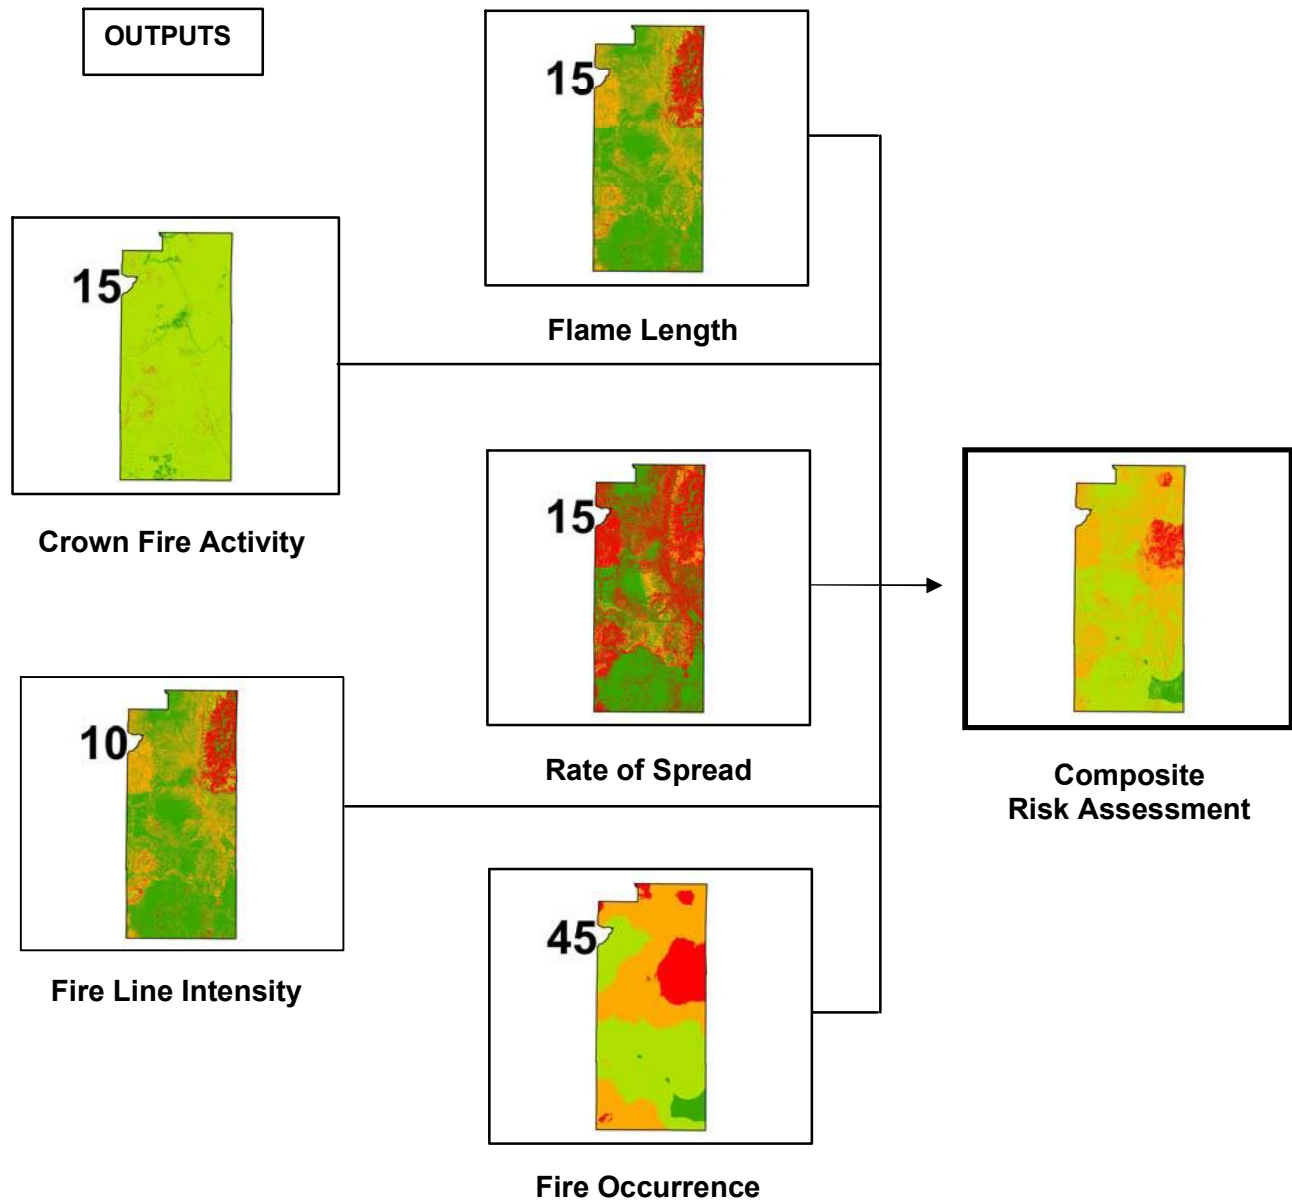 OUTPUTS
15
Flame Length
15
Crown Fire Activity
15
Rate of Spread
10
Fire Line Intensity
45
Fire Occurrence
Composite
Risk Assessment